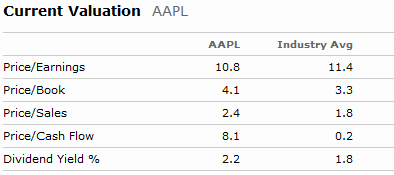 Current Valuation AAPL
AAPL Industry Avg
Price/Earnings 10.8 11.4
Price/Book 4.1 3.3
Price/Sales 2.4 1.8
Price/Cash Flow 8.1 0.2
Dividend Yield % 2.2 1.8